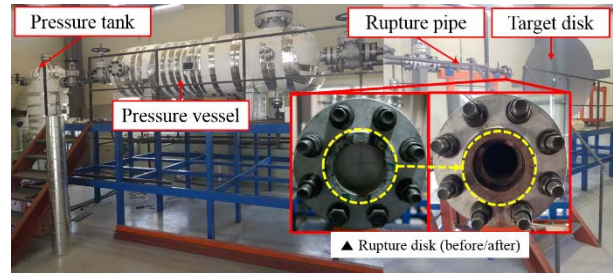 Pressure tank
Rupture pipe
Target disk
Pressure vessel
▲ Rupture disk (before/after)